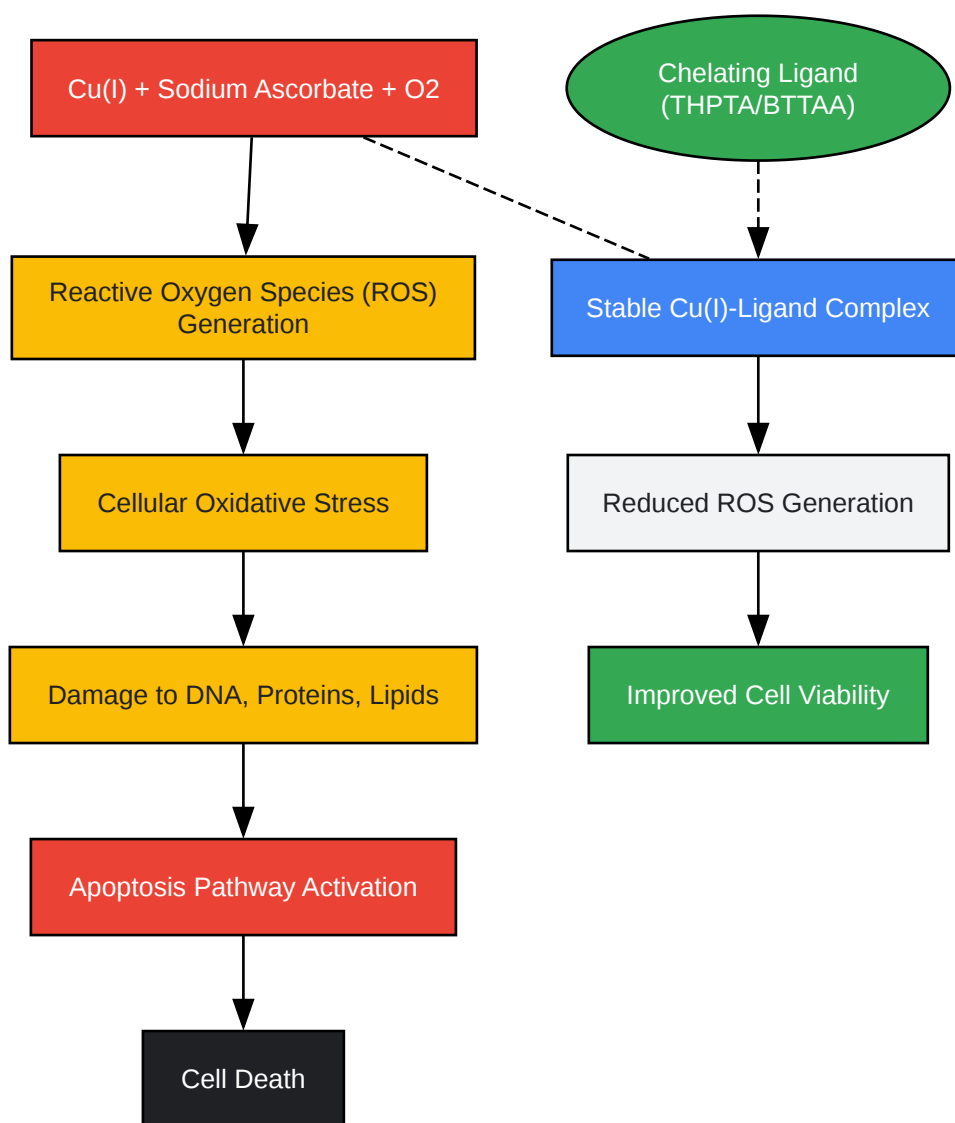 Cu(I) + Sodium Ascorbate + O2
Chelating Ligand
(THPTA/BTTAA)
Reactive Oxygen Species (ROS)
Generation
Stable Cu(I)-Ligand Complex
Cellular Oxidative Stress
Reduced ROS Generation
Damage to DNA, Proteins, Lipids
Improved Cell Viability
Apoptosis Pathway Activation
Cell Death